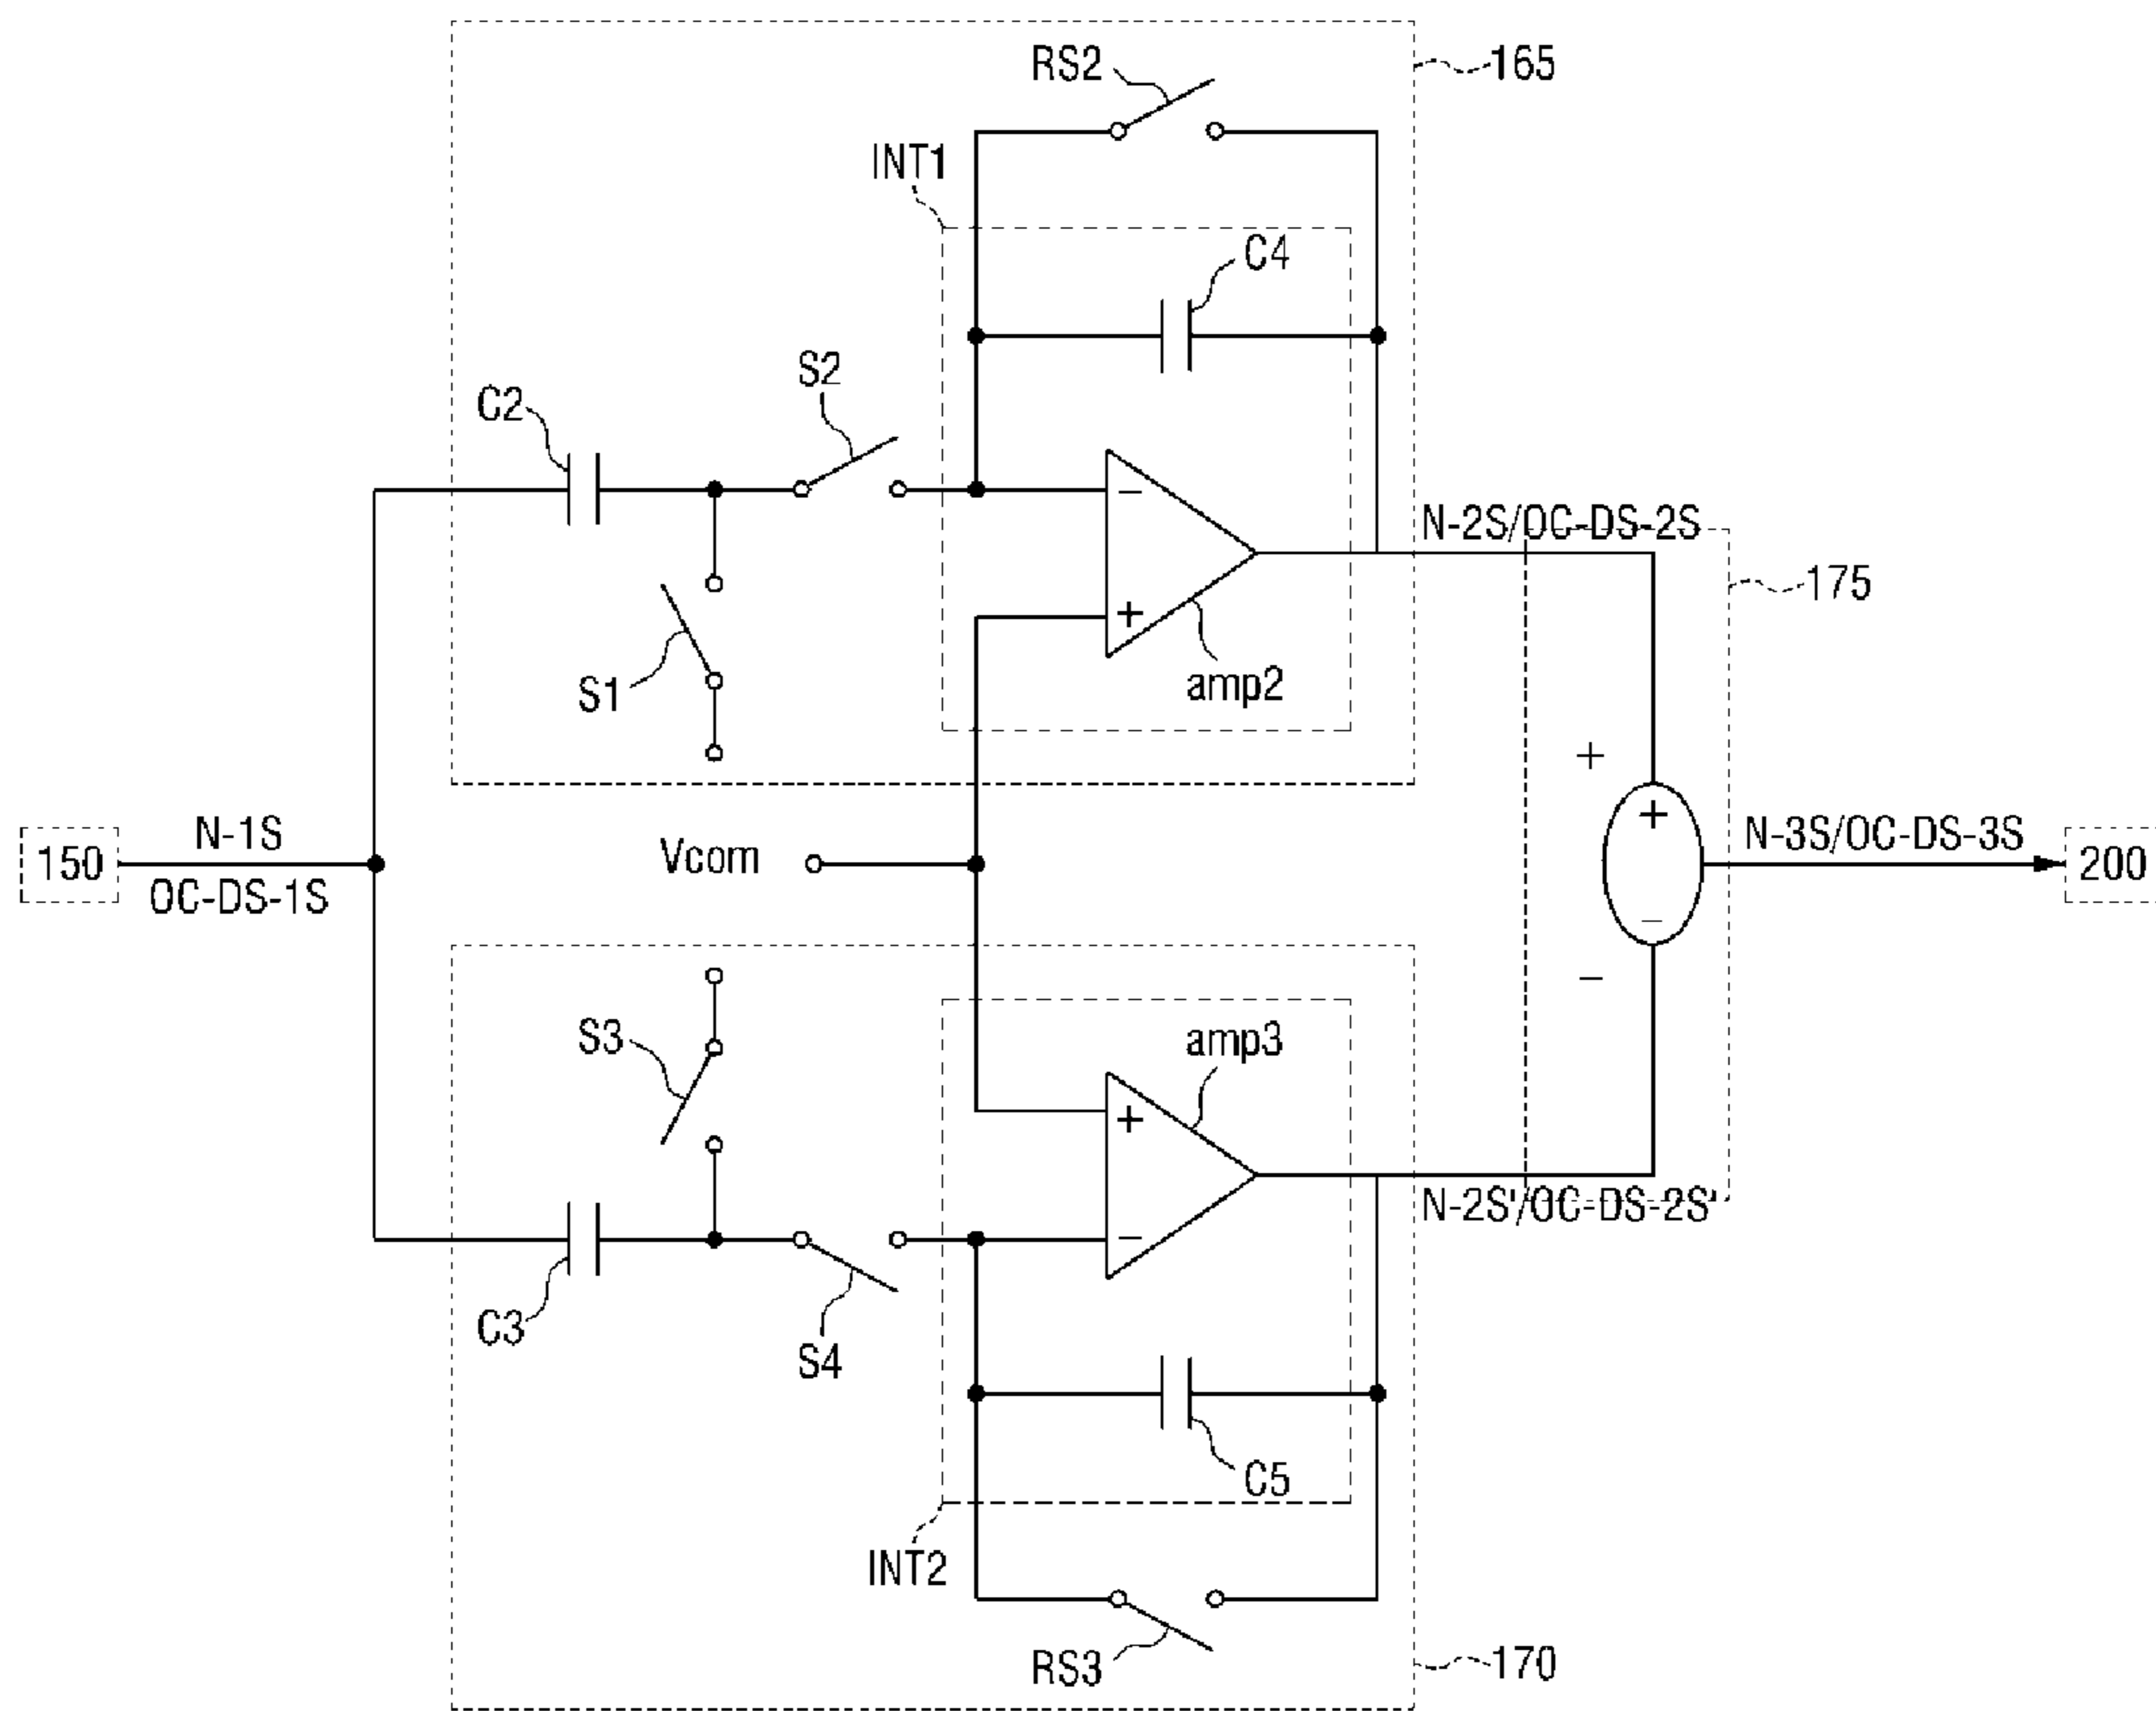 RS2
165
INT1
C4
S2
C2
N-2S/OC-DS-2S
175
+
−
amp2
S1
+
+
N-1S
Vcom
N-3S/OC-DS-3S
150
200
OC-DS-1S
−
−
S3
amp3
+
−
N-2S'/OC-DS-2S'
C3
S4
C5
INT2
RS3
170